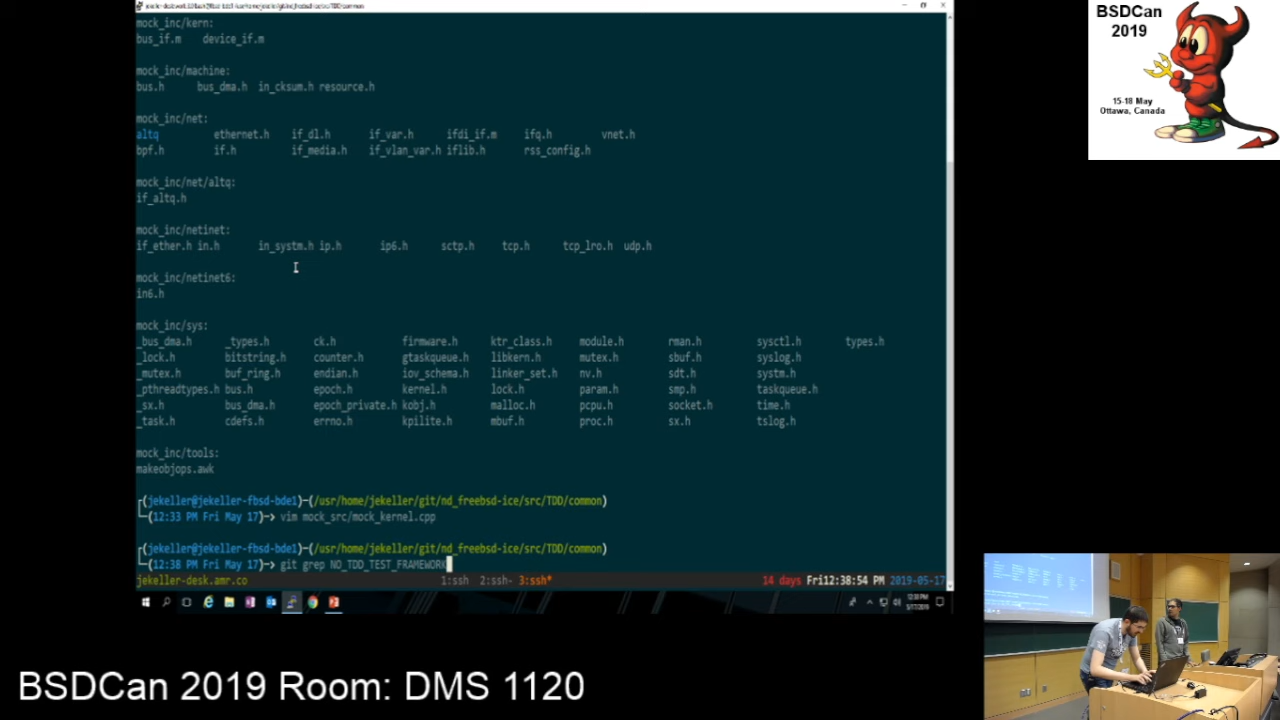 BSDCan
2019
15-18 May
Ottawa, Canada
mock_inc/kern:
bus_if.m device_if.m
mock_inc/machine:
bus.h bus_dma.h in_cksum.h resource.h
mock_inc/net:
altq ethernet.h if_dl.h if_var.h ifdi_if.m ifq.h vnet.h
bpf.h if.h if_media.h if_vlan_var.h iflib.h rss_config.h
mock_inc/net/altq:
if_altq.h
mock_inc/netinet:
if_ether.h in.h in_systm.h ip.h ip6.h sctp.h tcp.h tcp_lro.h udp.h
mock_inc/netinet6:
in6.h
mock_inc/sys:
_bus_dma.h _types.h ck.h firmware.h ktr_class.h module.h rman.h sysctl.h types.h
_lock.h bitstring.h counter.h gtaskqueue.h libkern.h mutex.h sbuf.h syslog.h
_mutex.h buf_ring.h endian.h iov_schema.h linker_set.h nv.h sdt.h systm.h
_pthreadtypes.h bus.h epoch.h kernel.h lock.h param.h smp.h taskqueue.h
_sx.h bus_dma.h epoch_private.h kobj.h malloc.h pcpu.h socket.h time.h
_task.h cdefs.h errno.h kpilite.h mbuf.h proc.h sx.h tslog.h
mock_inc/tools:
makeobjops.awk
┌(jekeller@jekeller-fbsd-bde1)-(/usr/home/jekeller/git/nd_freebsd-ice/src/TDD/common)
└─(12:33 PM Fri May 17)─> vim mock_src/mock_kernel.cpp
┌(jekeller@jekeller-fbsd-bde1)-(/usr/home/jekeller/git/nd_freebsd-ice/src/TDD/common)
└─(12:38 PM Fri May 17)─> git grep NO_TDD_TEST_FRAMEWORK
jekeller-desk.amr.co 1:ssh 2:ssh- 3:ssh* 14 days Fri12:38:54 PM 2019-05-17
BSDCan 2019 Room: DMS 1120